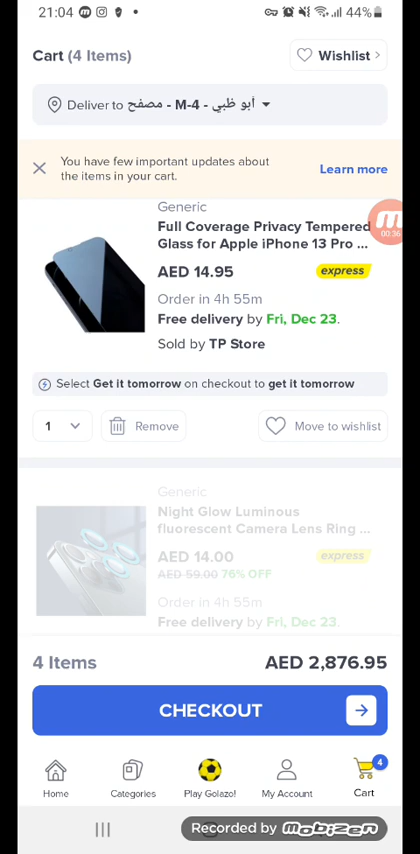 21:04
44%
Cart (4 Items)
Wishlist
Deliver to أبو ظبي - M-4 - مصفح
You have few important updates about
the items in your cart.
Learn more
00:36
Generic
Full Coverage Privacy Tempered
Glass for Apple iPhone 13 Pro ...
AED 14.95
express
Order in 4h 55m
Free delivery by Fri, Dec 23.
Sold by TP Store
Select Get it tomorrow on checkout to get it tomorrow
1
Remove
Move to wishlist
Generic
Night Glow Luminous
fluorescent Camera Lens Ring ...
AED 14.00
express
AED 59.00 76% OFF
Order in 4h 55m
Free delivery by Fri, Dec 23.
4 Items
AED 2,876.95
CHECKOUT
4
Home
Categories
Play Golazo!
My Account
Cart
Recorded by mobizen